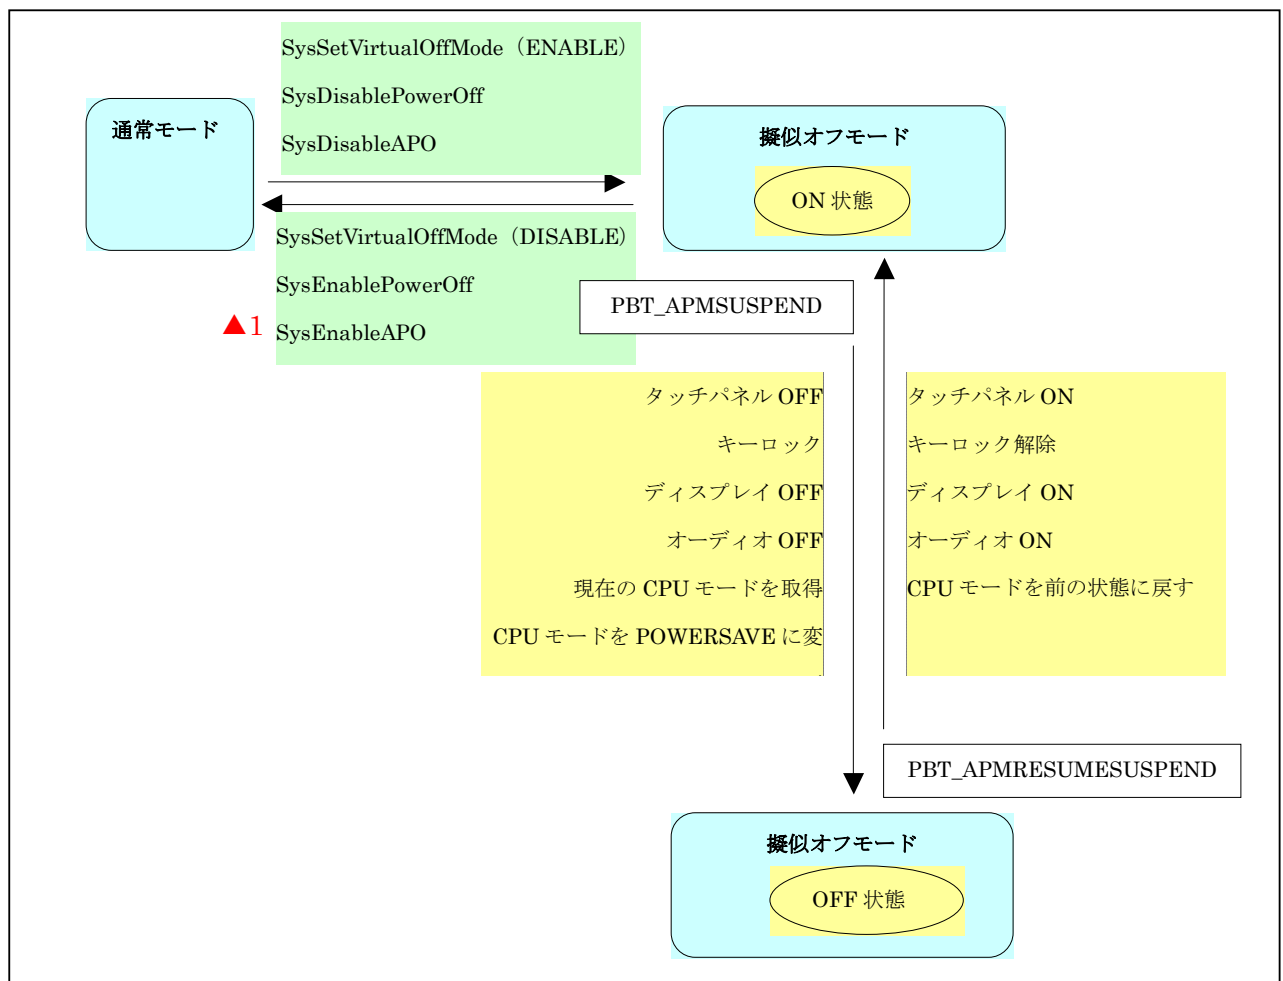 SysSetVirtualOffMode（ENABLE）
SysDisablePowerOff
SysDisableAPO
通常モード
擬似オフモード
ON 状態
SysSetVirtualOffMode（DISABLE）
SysEnablePowerOff
▲1
SysEnableAPO
PBT_APMSUSPEND
タッチパネル OFF
キーロック
ディスプレイ OFF
オーディオ OFF
現在の CPU モードを取得
CPU モードを POWERSAVE に変
タッチパネル ON
キーロック解除
ディスプレイ ON
オーディオ ON
CPU モードを前の状態に戻す
PBT_APMRESUMESUSPEND
擬似オフモード
OFF 状態